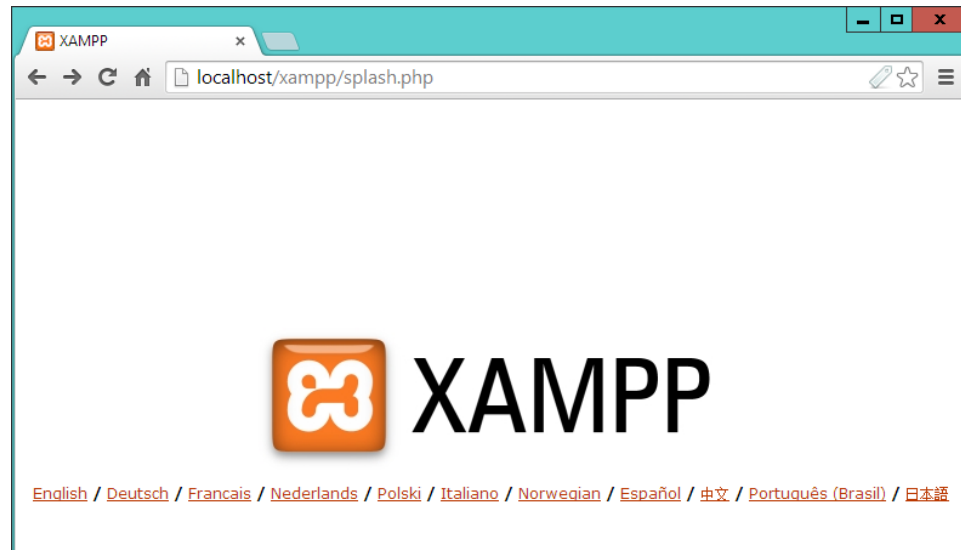 XAMPP
localhost/xampp/splash.php
XAMPP
English / Deutsch / Francais / Nederlands / Polski / Italiano / Norwegian / Español / 中文 / Português (Brasil) / 日本語